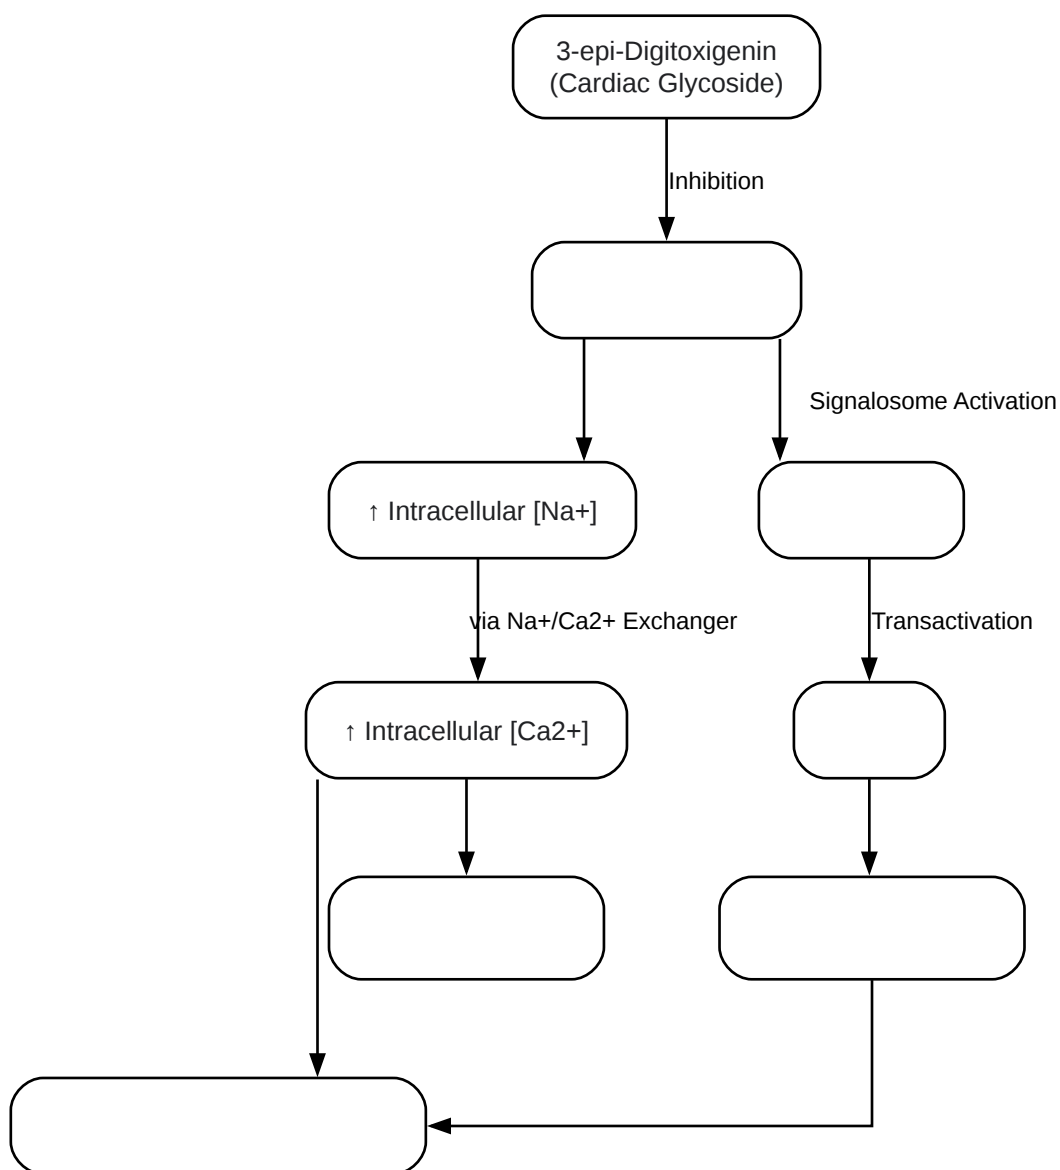 3-epi-Digitoxigenin
(Cardiac Glycoside)
Inhibition
Signalosome Activation
↑ Intracellular [Na+]
via Na+/Ca2+ Exchanger
Transactivation
↑ Intracellular [Ca2+]